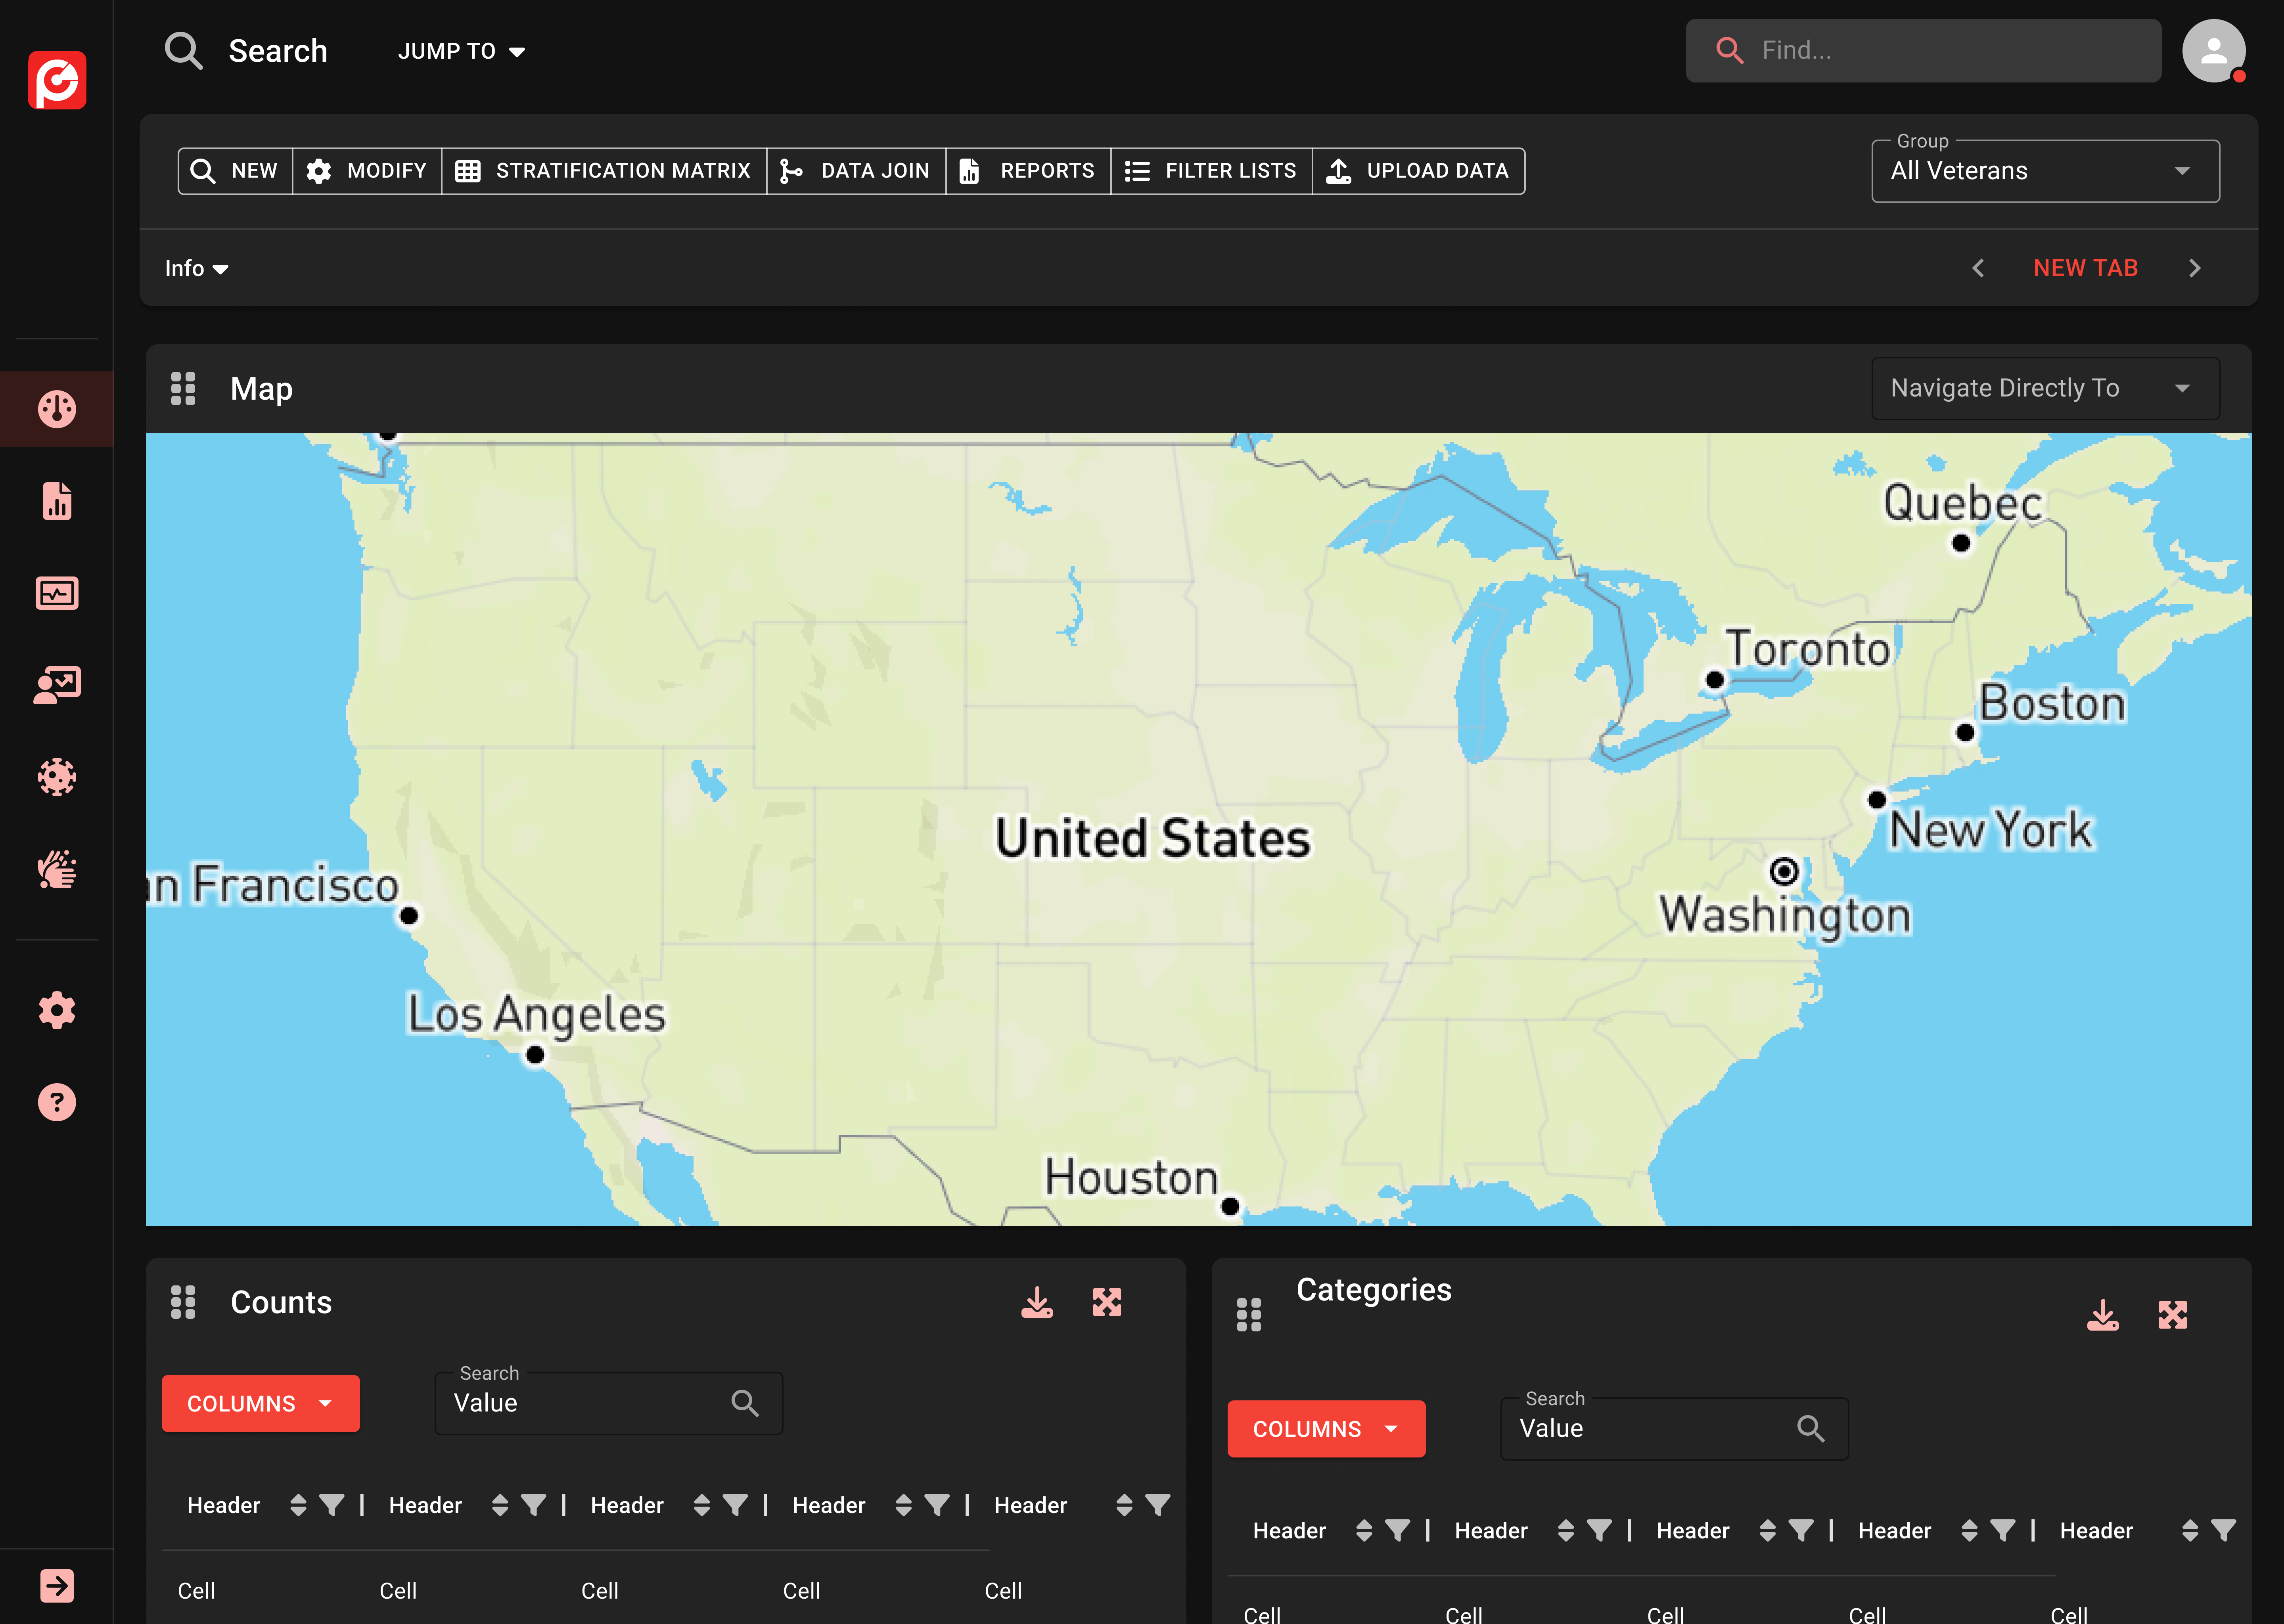 Search
JUMP TO
Find...
NEW
MODIFY
STRATIFICATION MATRIX
DATA JOIN
REPORTS
FILTER LISTS
UPLOAD DATA
Group
All Veterans
Info
NEW TAB
Map
Navigate Directly To
Quebec
Toronto
Boston
United States
New York
an Francisco
Washington
Los Angeles
Houston
Counts
COLUMNS
Search
Value
Header | Header | Header | Header | Header
Cell Cell Cell Cell Cell
Categories
COLUMNS
Search
Value
Header | Header | Header | Header | Header
Cell Cell Cell Cell Cell